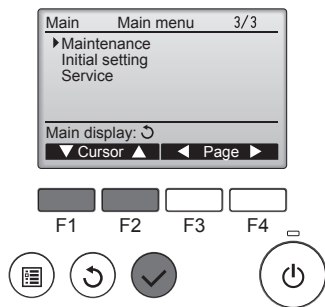 Main Main menu 3/3
Maintenance
Initial setting
Service
Main display:
Cursor Page
F1 F2 F3 F4